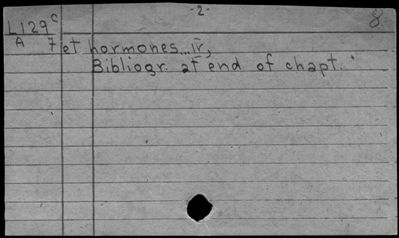 -2-
8
L129c
A 7 et hormones...Ir,
Bibliogr. at end of chapt.